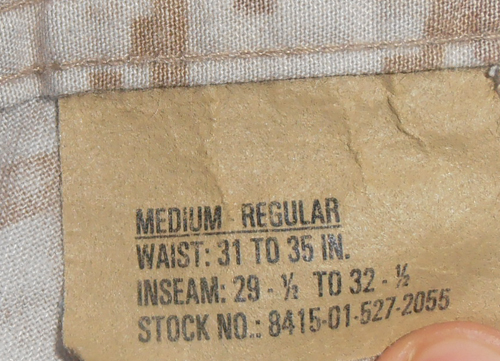 MEDIUM REGULAR
WAIST: 31 TO 35 IN.
INSEAM: 29 - ½ TO 32 - ½
STOCK NO.: 8415-01-527-2055